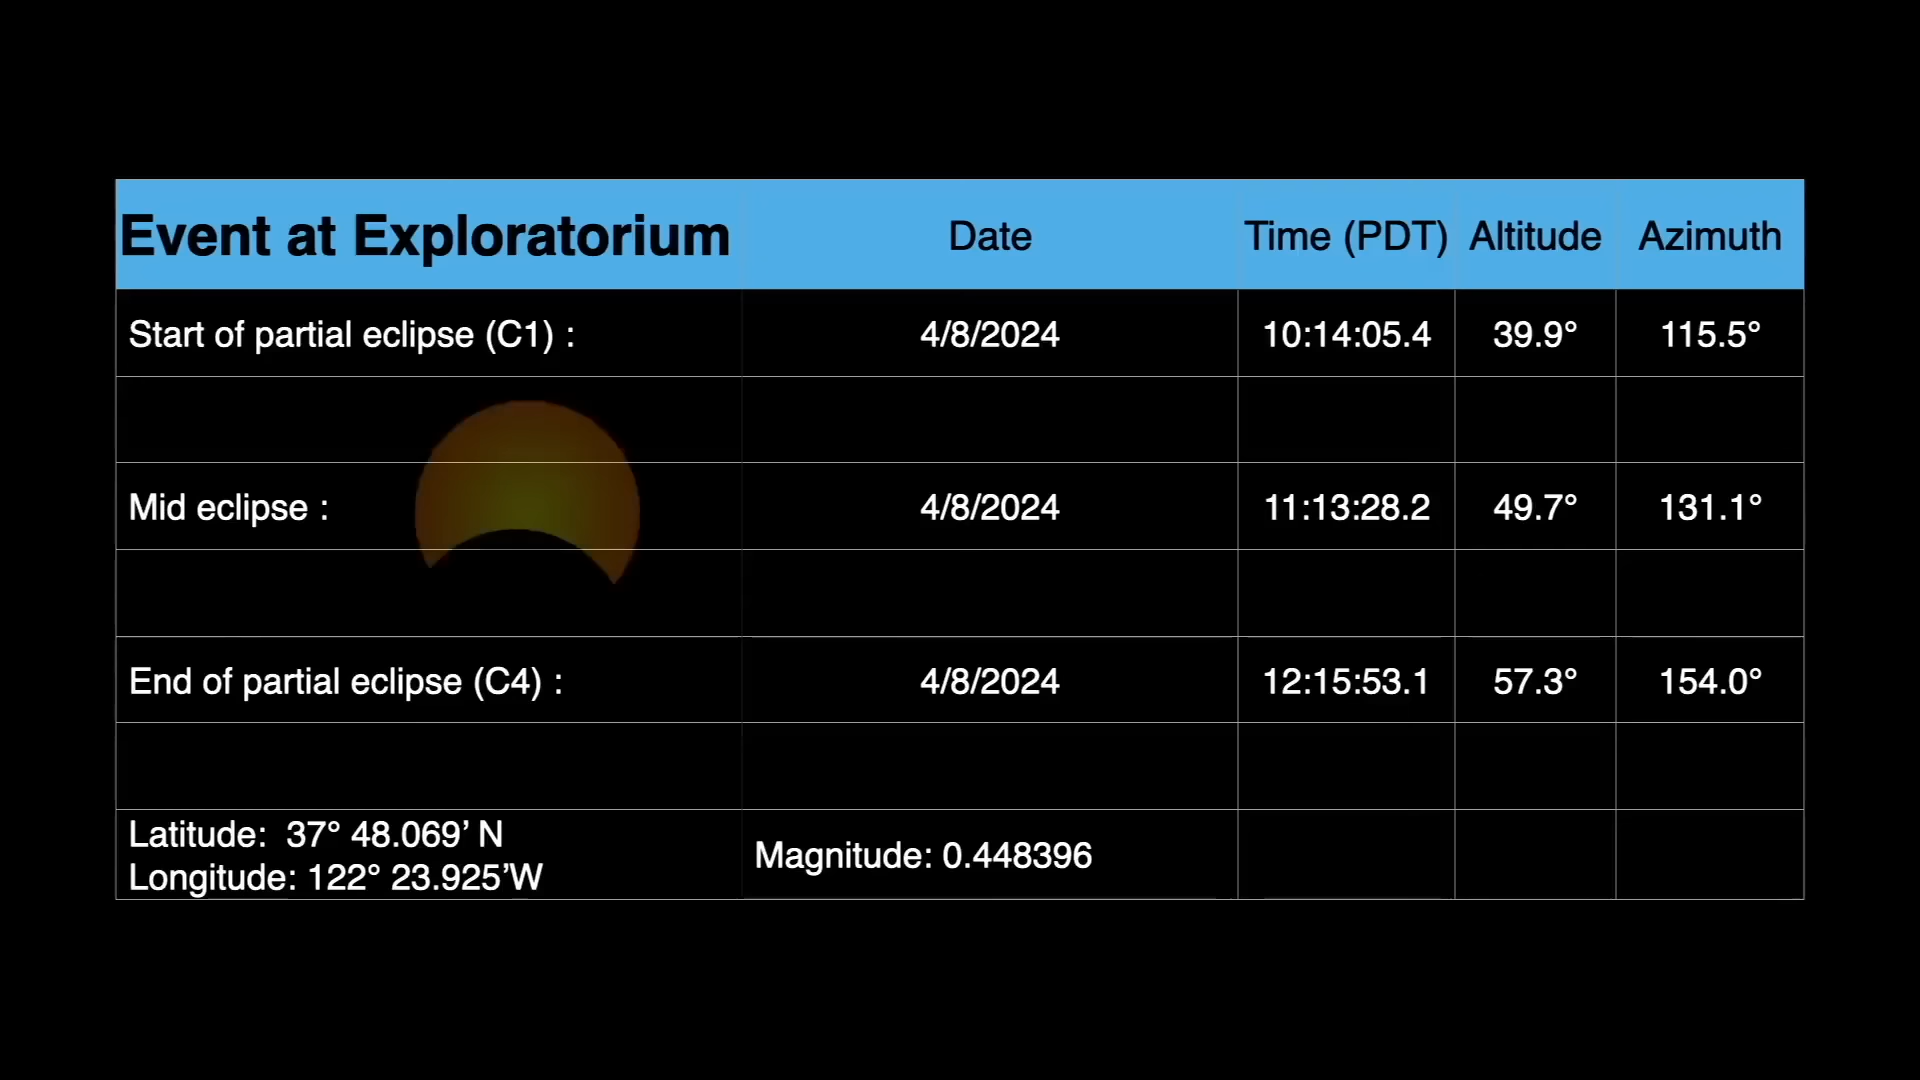 Event at Exploratorium Date Time (PDT) Altitude Azimuth
Start of partial eclipse (C1) : 4/8/2024 10:14:05.4 39.9° 115.5°
Mid eclipse : 4/8/2024 11:13:28.2 49.7° 131.1°
End of partial eclipse (C4) : 4/8/2024 12:15:53.1 57.3° 154.0°
Latitude: 37° 48.069’ N
Longitude: 122° 23.925’W
Magnitude: 0.448396